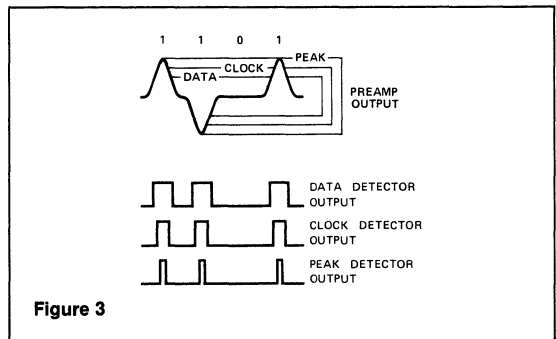 1 1 0 1
PEAK
CLOCK
DATA
PREAMP
OUTPUT
DATA DETECTOR
OUTPUT
CLOCK DETECTOR
OUTPUT
PEAK DETECTOR
OUTPUT
Figure 3